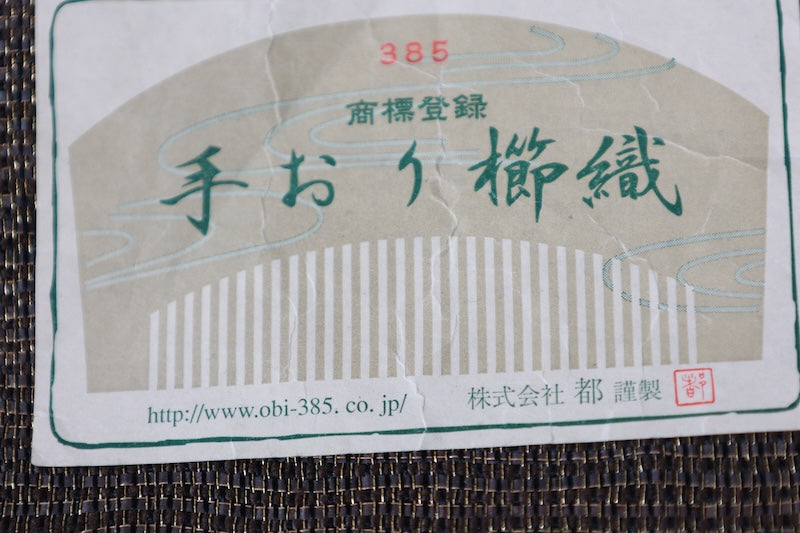 385
商標登録
手おり櫛織
http://www.obi-385.co.jp/
株式会社 都 謹製 都